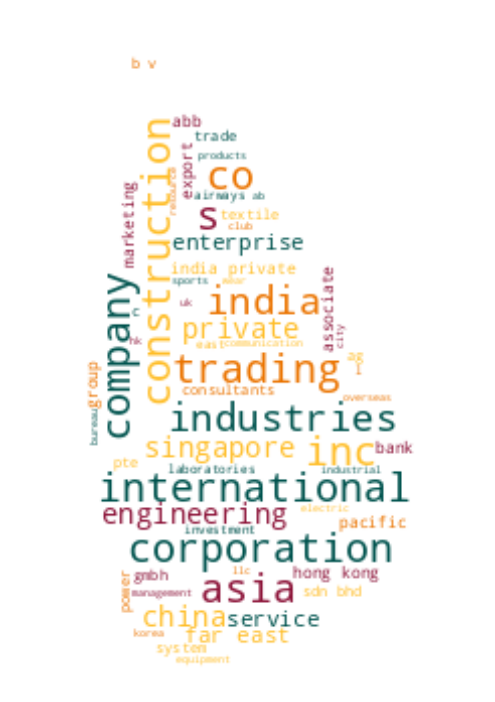 b v
abb
trade
construction
products
export
co
resource
airways
ab
marketing
s
textile
club
enterprise
india private
sports
wear
company
uk
india
associate
c
private
city
hk
east
communication
trading
ag
l
group
consultants
overseas
bureau
industries
singapore
inc
bank
pte
laboratories
industrial
international
engineering
electric
pacific
investment
corporation
power
gmbh
llc
hong kong
management
asia
sdn bhd
china
service
korea
far east
system
equipment